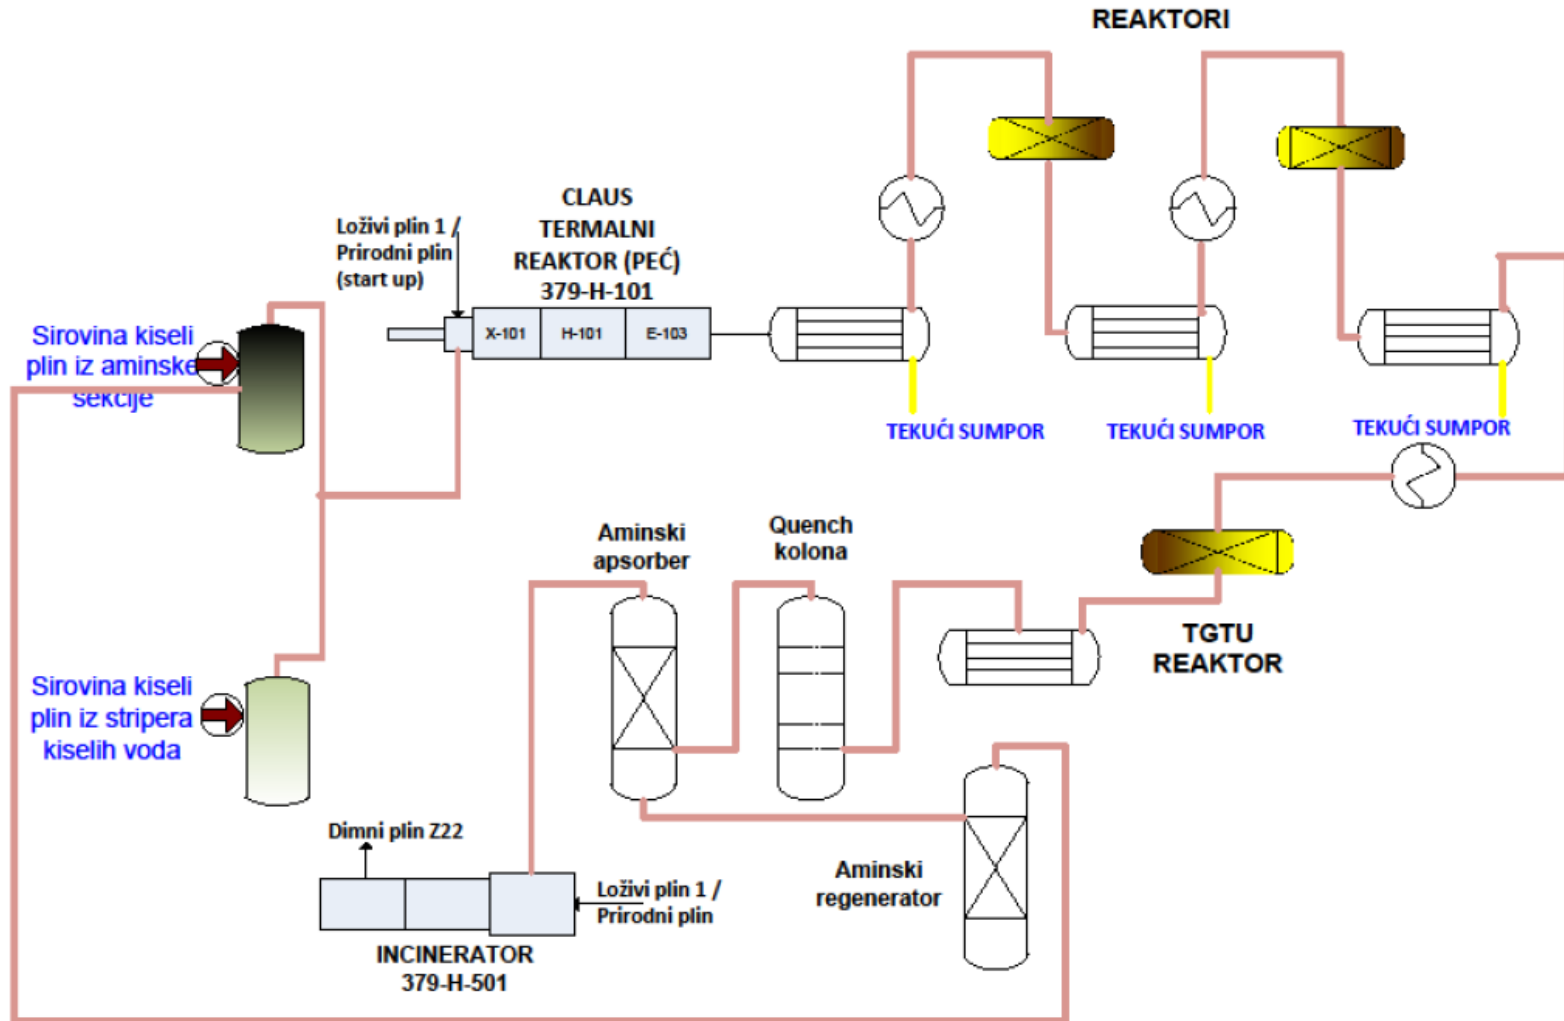 REAKTORI
CLAUS
TERMALNI
REAKTOR (PEĆ)
379-H-101
Loživi plin 1 /
Prirodni plin
(start up)
X-101
H-101
E-103
Sirovina kiseli
plin iz aminske
sekcije
TEKUĆI SUMPOR
TEKUĆI SUMPOR
TEKUĆI SUMPOR
Aminski
apsorber
Quench
kolona
TGTU
REAKTOR
Sirovina kiseli
plin iz stripera
kiselih voda
Dimni plin Z22
Loživi plin 1 /
Prirodni plin
Aminski
regenerator
INCINERATOR
379-H-501